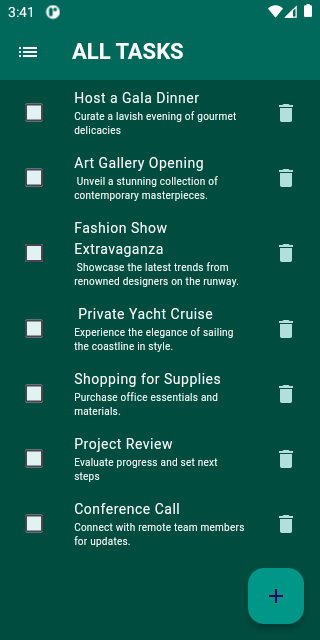 3:41
ALL TASKS
Host a Gala Dinner
Curate a lavish evening of gourmet
delicacies
Art Gallery Opening
Unveil a stunning collection of
contemporary masterpieces.
Fashion Show
Extravaganza
Showcase the latest trends from
renowned designers on the runway.
Private Yacht Cruise
Experience the elegance of sailing
the coastline in style.
Shopping for Supplies
Purchase office essentials and
materials.
Project Review
Evaluate progress and set next
steps
Conference Call
Connect with remote team members
for updates.